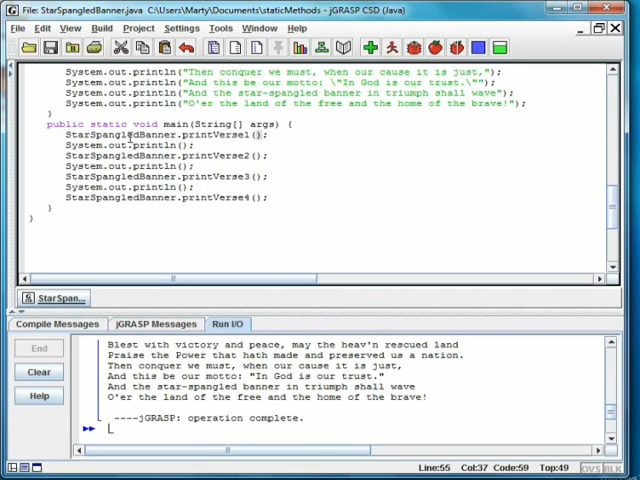 File: StarSpangledBanner.java  C:\Users\Marty\Documents\staticMethods - jGRASP CSD (Java)
File Edit View Build Project Settings Tools Window Help
System.out.println("Then conquer we must, when our cause it is just,");
System.out.println("And this be our motto: \"In God is our trust.\"");
System.out.println("And the star-spangled banner in triumph shall wave");
System.out.println("O'er the land of the free and the home of the brave!");
}
public static void main(String[] args) {
StarSpangledBanner.printVerse1();
System.out.println();
StarSpangledBanner.printVerse2();
System.out.println();
StarSpangledBanner.printVerse3();
System.out.println();
StarSpangledBanner.printVerse4();
}
}
StarSpan...
Compile Messages jGRASP Messages Run I/O
End
Clear
Help
Blest with victory and peace, may the heav'n rescued land
Praise the Power that hath made and preserved us a nation.
Then conquer we must, when our cause it is just,
And this be our motto: "In God is our trust."
And the star-spangled banner in triumph shall wave
O'er the land of the free and the home of the brave!
----jGRASP: operation complete.
Line:55 Col:37 Code:59 Top:49 OVS BLK